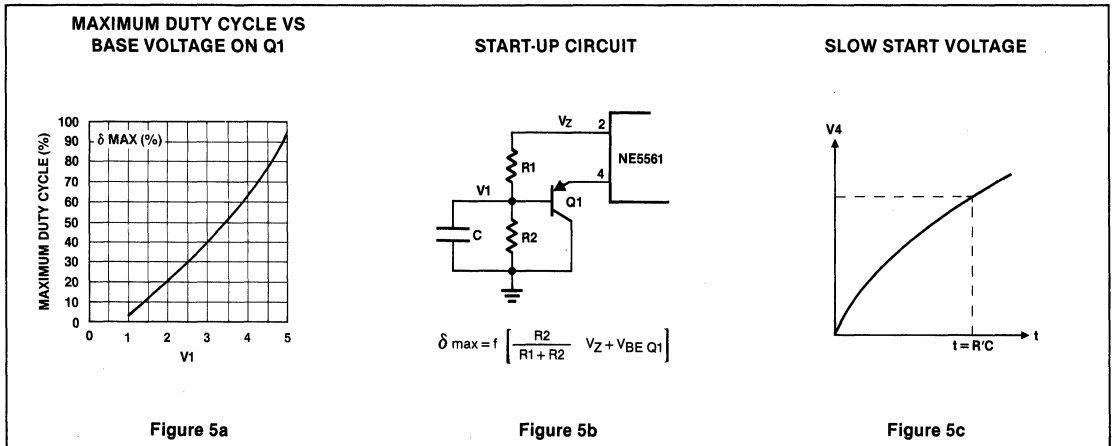 MAXIMUM DUTY CYCLE VS
BASE VOLTAGE ON Q1
MAXIMUM DUTY CYCLE (%)
δ MAX (%)
100
90
80
70
60
50
40
30
20
10
0
0 1 2 3 4 5
V1
Figure 5a
START-UP CIRCUIT
VZ 2
NE5561
R1
4
V1
Q1
C
R2
δ max = f [ R2 / R1 + R2 VZ + VBE Q1 ]
Figure 5b
SLOW START VOLTAGE
V4
t
t = R'C
Figure 5c